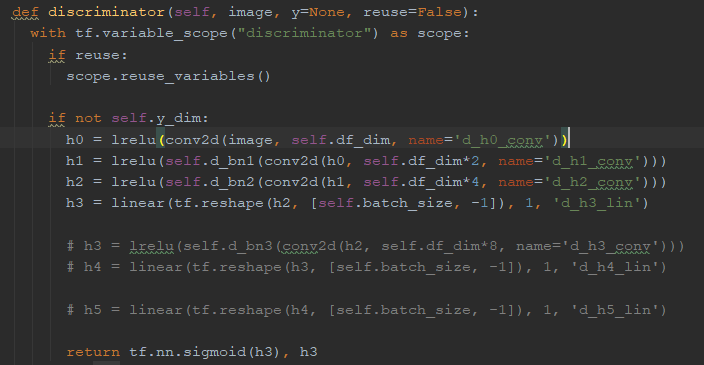 def discriminator(self, image, y=None, reuse=False):
  with tf.variable_scope("discriminator") as scope:
    if reuse:
      scope.reuse_variables()

    if not self.y_dim:
      h0 = lrelu(conv2d(image, self.df_dim, name='d_h0_conv'))
      h1 = lrelu(self.d_bn1(conv2d(h0, self.df_dim*2, name='d_h1_conv')))
      h2 = lrelu(self.d_bn2(conv2d(h1, self.df_dim*4, name='d_h2_conv')))
      h3 = linear(tf.reshape(h2, [self.batch_size, -1]), 1, 'd_h3_lin')

      # h3 = lrelu(self.d_bn3(conv2d(h2, self.df_dim*8, name='d_h3_conv')))
      # h4 = linear(tf.reshape(h3, [self.batch_size, -1]), 1, 'd_h4_lin')

      # h5 = linear(tf.reshape(h4, [self.batch_size, -1]), 1, 'd_h5_lin')

      return tf.nn.sigmoid(h3), h3